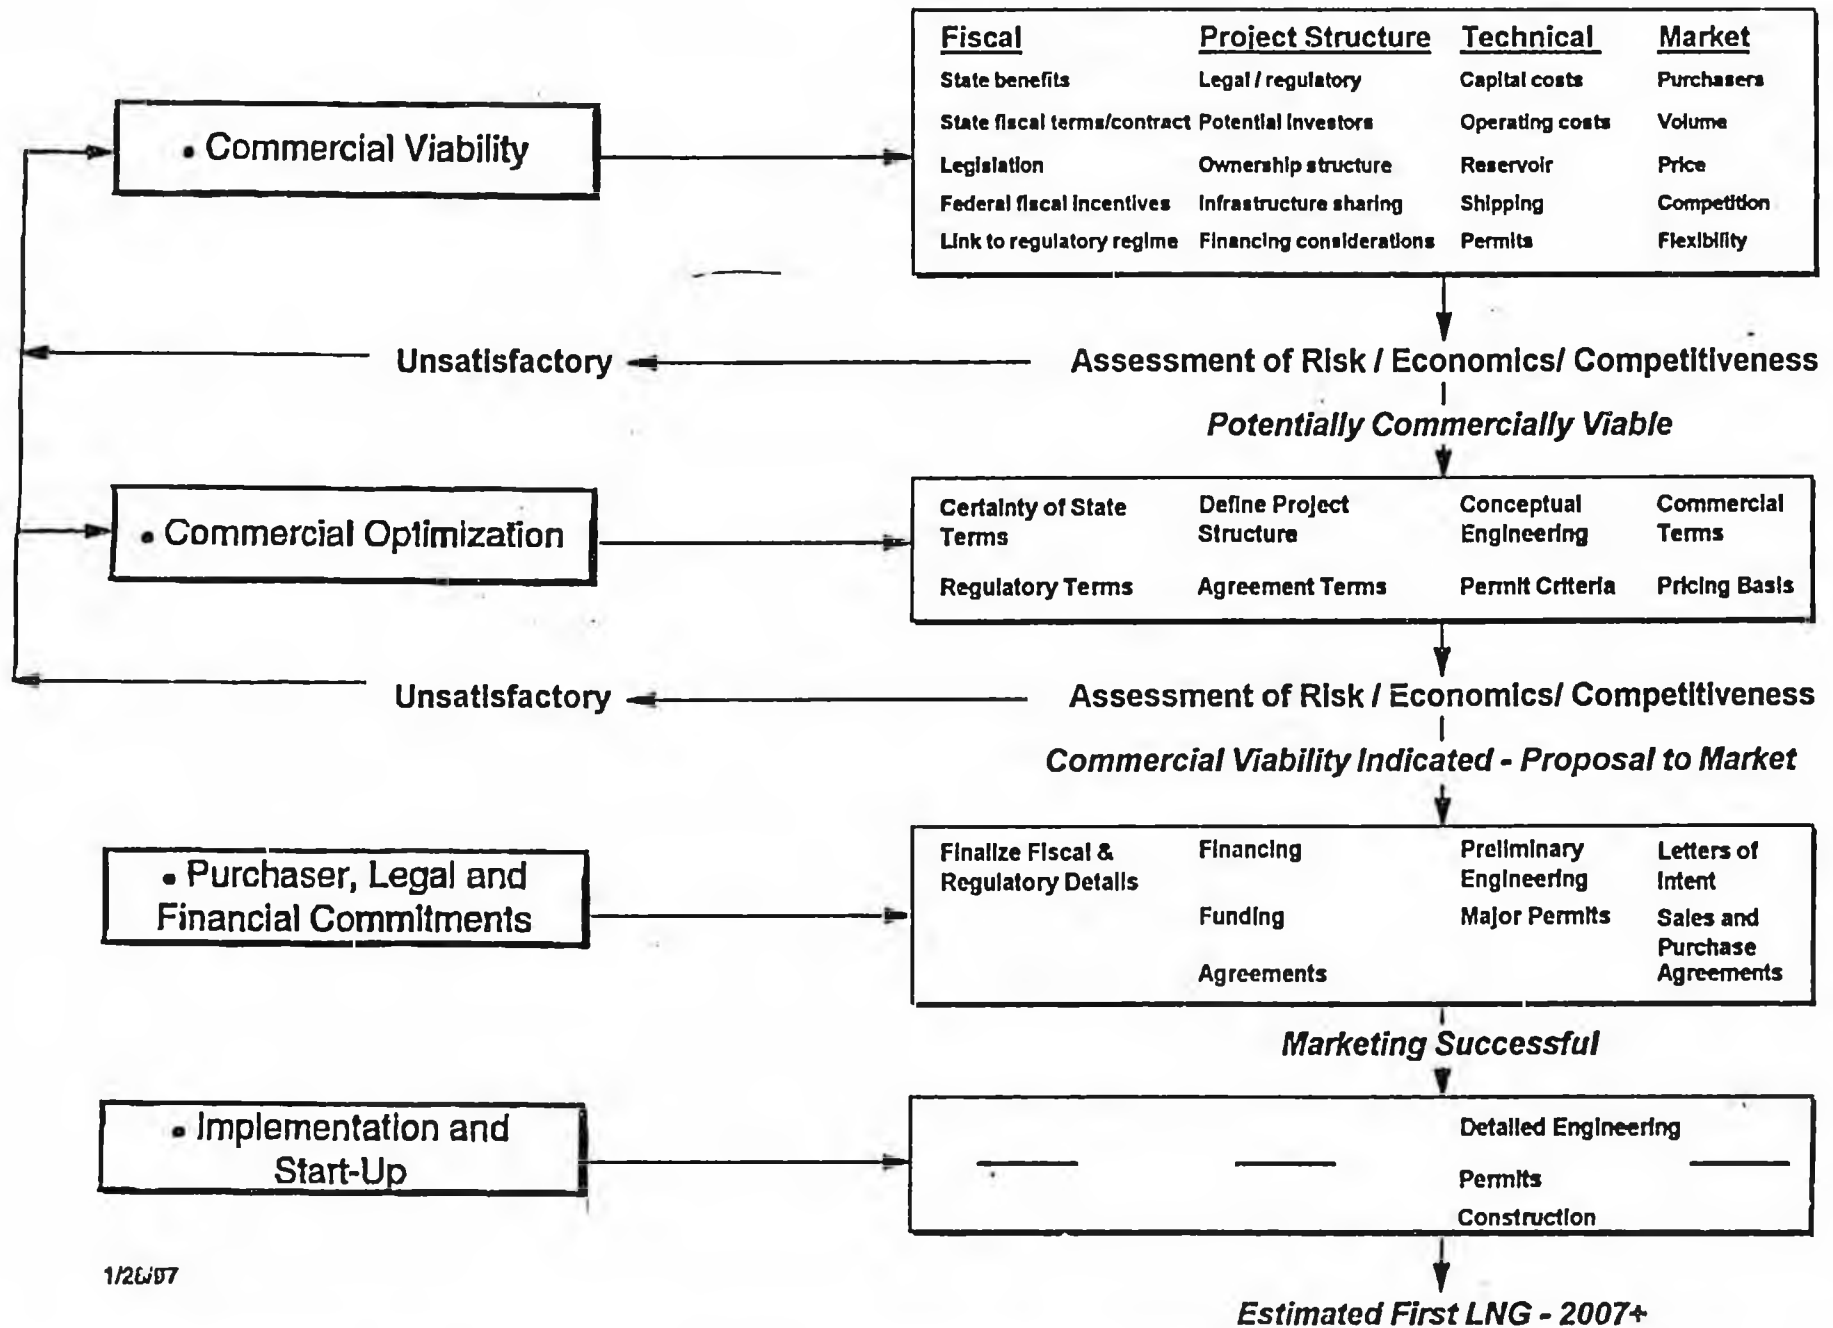 Fiscal Project Structure Technical Market
State benefits Legal / regulatory Capital costs Purchasers
• Commercial Viability
State fiscal terms/contract Potential investors Operating costs Volume
Legislation Ownership structure Reservoir Price
Federal fiscal incentives Infrastructure sharing Shipping Competition
Link to regulatory regime Financing considerations Permits Flexibility
Unsatisfactory Assessment of Risk / Economics/ Competitiveness
Potentially Commercially Viable
• Commercial Optimization
Certainty of State Define Project Conceptual Commercial
Terms Structure Engineering Terms
Regulatory Terms Agreement Terms Permit Criteria Pricing Basis
Unsatisfactory Assessment of Risk / Economics/ Competitiveness
Commercial Viability Indicated - Proposal to Market
• Purchaser, Legal and
Financial Commitments
Finalize Fiscal & Financing Preliminary Letters of
Regulatory Details Engineering Intent
Funding Major Permits Sales and
Purchase
Agreements Agreements
Marketing Successful
• Implementation and
Start-Up
Detailed Engineering
Permits
Construction
Estimated First LNG - 2007+